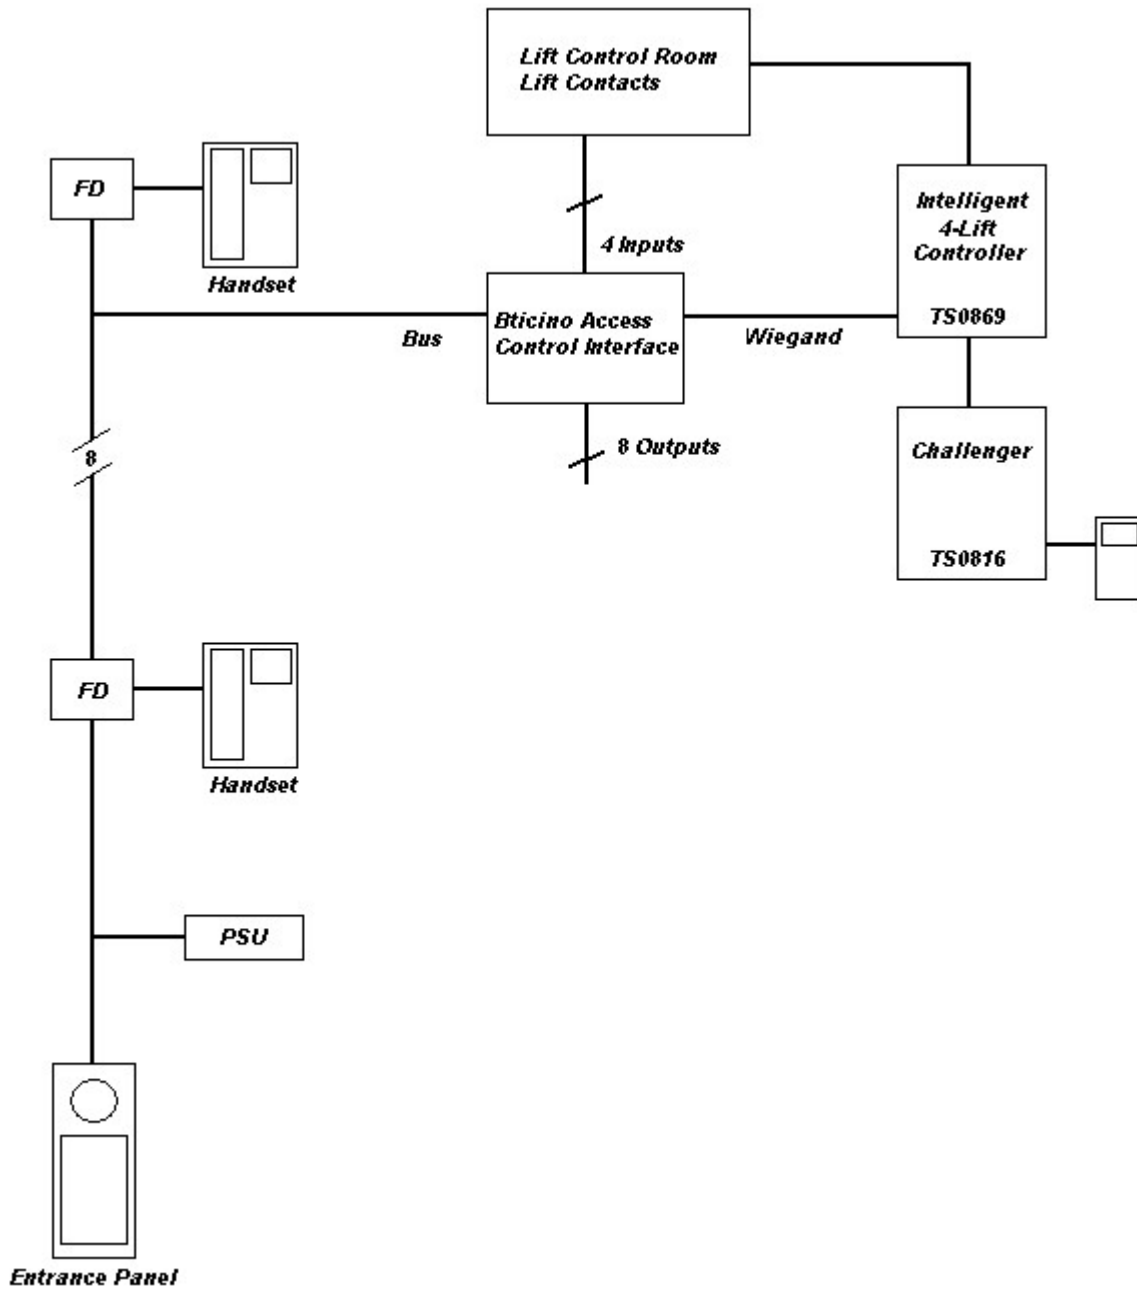 Lift Control Room
Lift Contacts
FD
Handset
4 Inputs
Intelligent
4-Lift
Controller
TS0869
Bus
Bticino Access
Control Interface
Wiegand
8
8 Outputs
Challenger
TS0816
FD
Handset
PSU
Entrance Panel